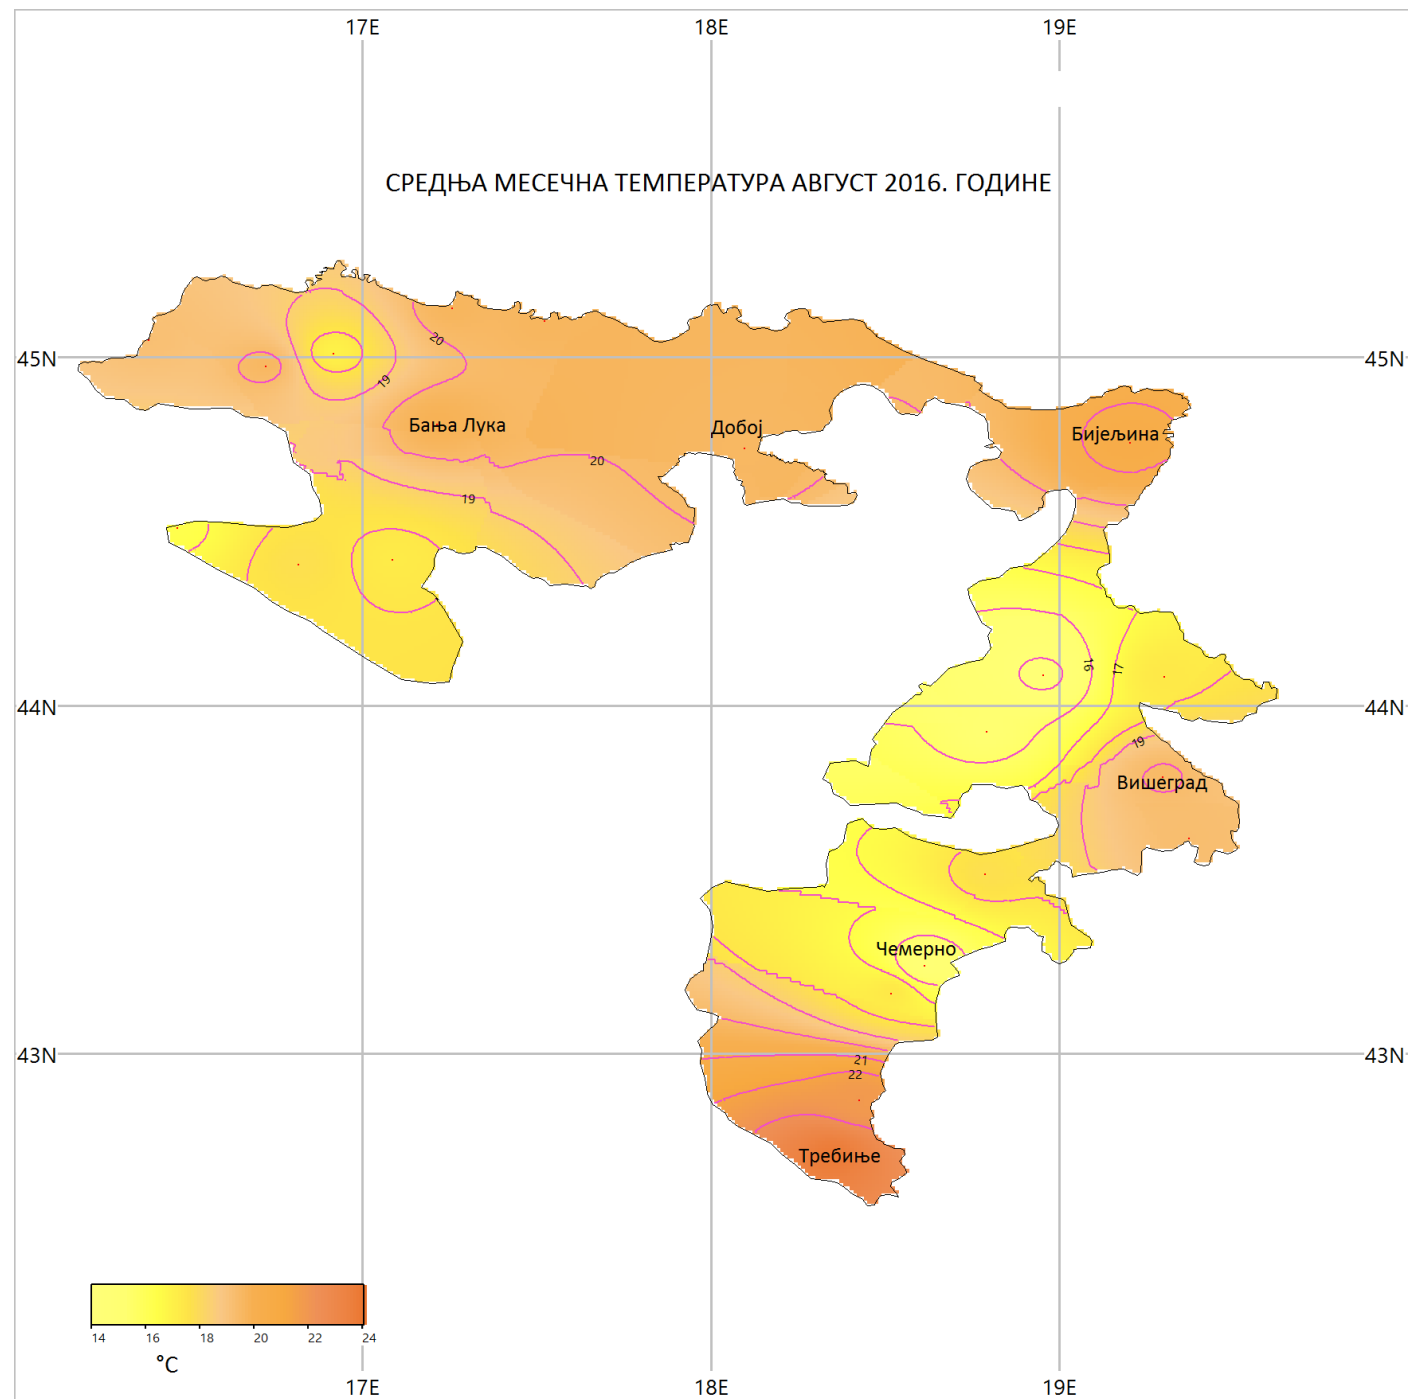 17E 18E 19E
СРЕДЊА МЕСЕЧНА ТЕМПЕРАТУРА АВГУСТ 2016. ГОДИНЕ
20
45N 45N
19
Бања Лука Добој Бијељина
20
19
16 17
44N 44N
19
Вишеград
Чемерно
43N 43N
21
22
Требиње
14 16 18 20 22 24
°C
17E 18E 19E